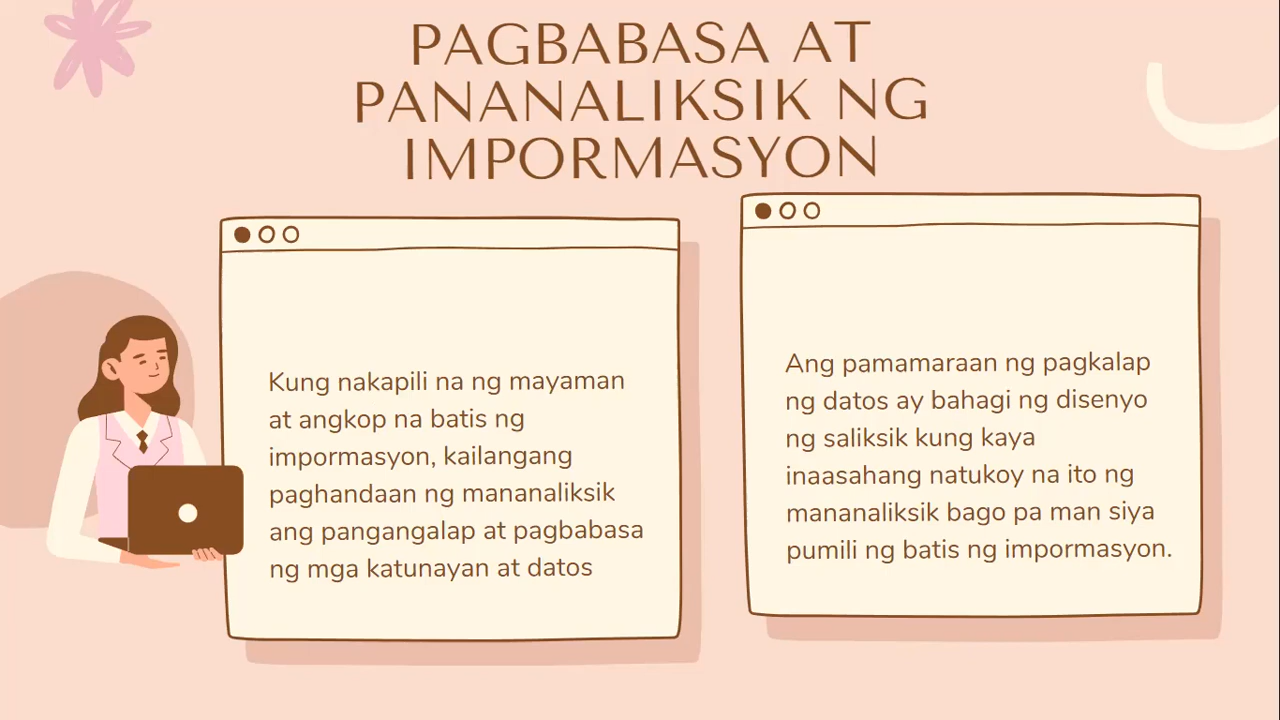 PAGBABASA AT
PANANALIKSIK NG
IMPORMASYON
Kung nakapili na ng mayaman
at angkop na batis ng
impormasyon, kailangang
paghandaan ng mananaliksik
ang pangangalap at pagbabasa
ng mga katunayan at datos
Ang pamamaraan ng pagkalap
ng datos ay bahagi ng disenyo
ng saliksik kung kaya
inaasahang natukoy na ito ng
mananaliksik bago pa man siya
pumili ng batis ng impormasyon.